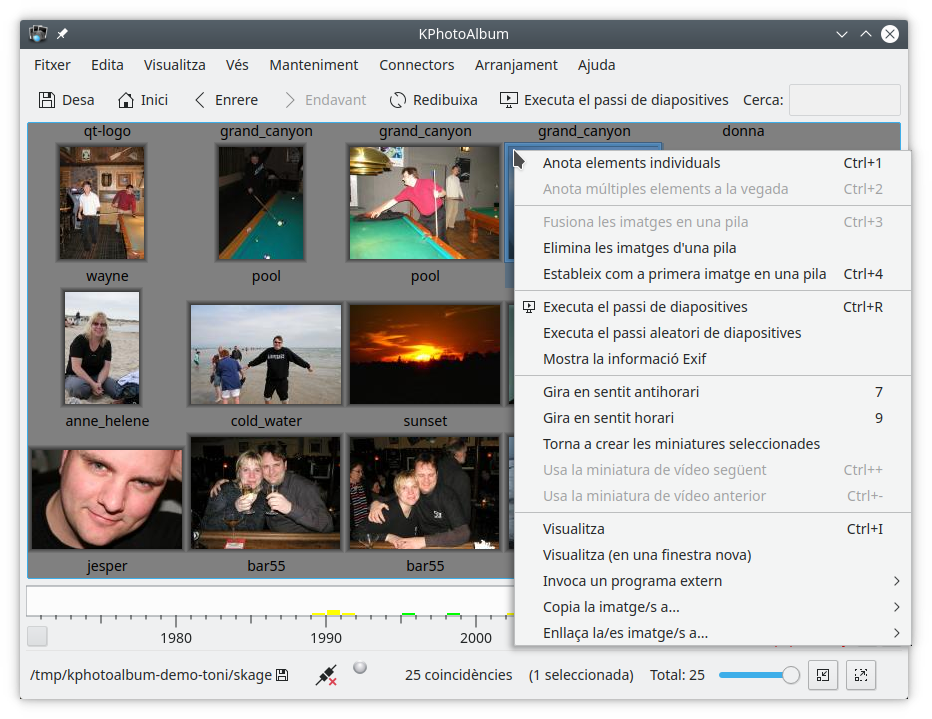 KPhotoAlbum
Fitxer Edita Visualitza Vés Manteniment Connectors Arranjament Ajuda
Desa Inici Enrere Endavant Redibuixa Executa el passi de diapositives Cerca:
qt-logo grand_canyon grand_canyon grand_canyon donna
wayne pool pool
anne_helene cold_water sunset
jesper bar55 bar55
Anota elements individuals Ctrl+1
Anota múltiples elements a la vegada Ctrl+2
Fusiona les imatges en una pila Ctrl+3
Elimina les imatges d'una pila
Estableix com a primera imatge en una pila Ctrl+4
Executa el passi de diapositives Ctrl+R
Executa el passi aleatori de diapositives
Mostra la informació Exif
Gira en sentit antihorari 7
Gira en sentit horari 9
Torna a crear les miniatures seleccionades
Usa la miniatura de vídeo següent Ctrl++
Usa la miniatura de vídeo anterior Ctrl+-
Visualitza Ctrl+I
Visualitza (en una finestra nova)
Invoca un programa extern
Copia la imatge/s a...
Enllaça la/es imatge/s a...
1980 1990 2000
/tmp/kphotoalbum-demo-toni/skage 25 coincidències (1 seleccionada) Total: 25